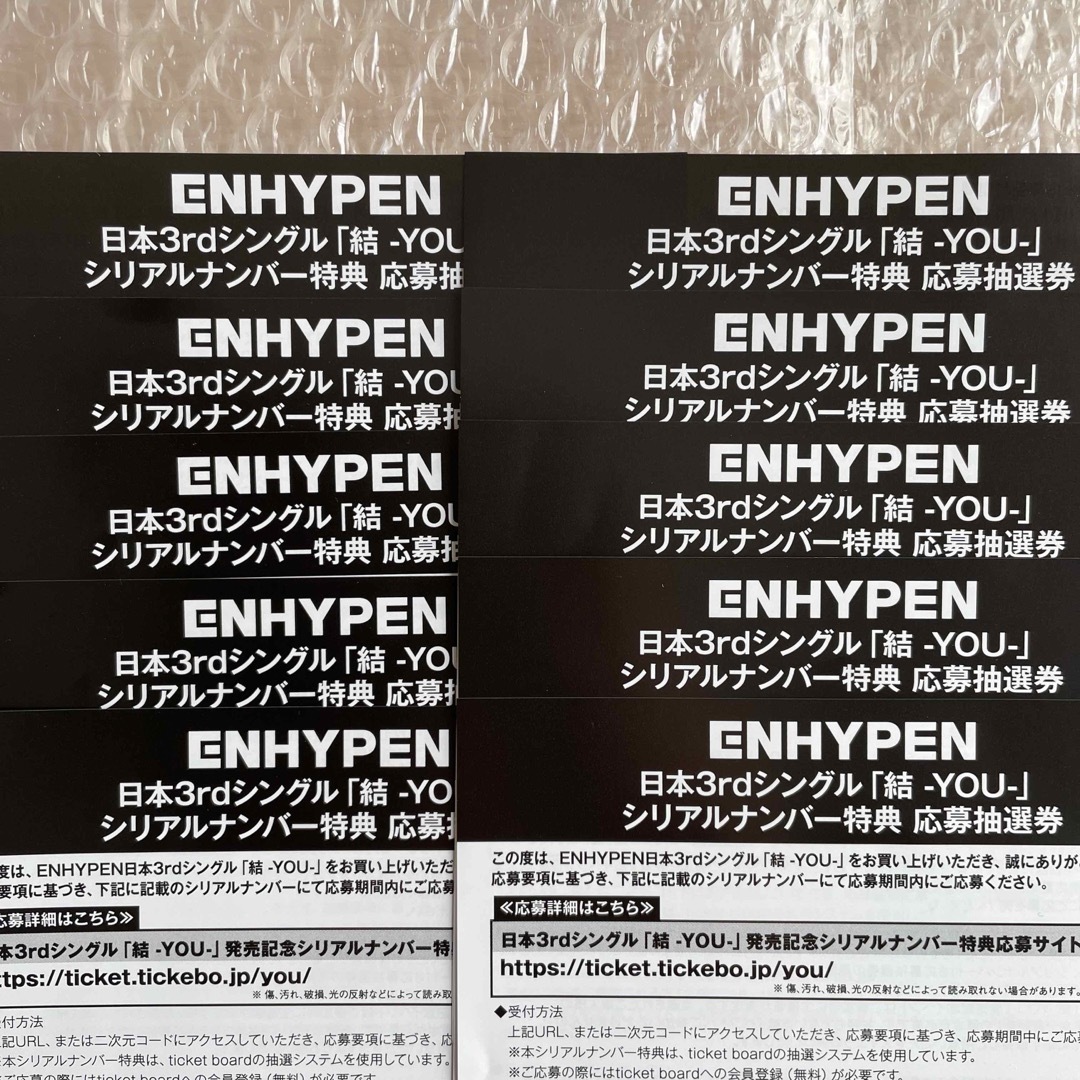 ENHYPEN
日本3rdシングル「結 -YOU
シリアルナンバー特典 応募
ENHYPEN
日本3rdシングル「結 -YOU
シリアルナンバー特典 応募
ENHYPEN
日本3rdシングル「結 -YOU
シリアルナンバー特典 応募
ENHYPEN
日本3rdシングル「結 -YOU
シリアルナンバー特典 応募
ENHYPEN
日本3rdシングル「結 -YO
シリアルナンバー特典 応募
度は、ENHYPEN日本3rdシングル「結 -YOU-」をお買い上げいただ
要項に基づき、下記に記載のシリアルナンバーにて応募期間内にご応募
応募詳細はこちら≫
本3rdシングル「結 -YOU-」発売記念シリアルナンバー特
ttps://ticket.tickebo.jp/you/
※ 傷、汚れ、破損、光の反射などによって読み取
受付方法
上記URL、または二次元コードにアクセスしていただき、応募要項に基づき、応
※本シリアルナンバー特典は、ticket boardの抽選システムを使用しています。
ご応募の際にはticket boardへの会員登録（無料）が必要です。
ENHYPEN
日本3rdシングル「結 -YOU-」
シリアルナンバー特典 応募抽選券
ENHYPEN
日本3rdシングル「結 -YOU-」
シリアルナンバー特典 応募抽選券
ENHYPEN
日本3rdシングル「結 -YOU-」
シリアルナンバー特典 応募抽選券
ENHYPEN
日本3rdシングル「結 -YOU-」
シリアルナンバー特典 応募抽選券
ENHYPEN
日本3rdシングル「結 -YOU-」
シリアルナンバー特典 応募抽選券
この度は、ENHYPEN日本3rdシングル「結 -YOU-」をお買い上げいただき、誠にありが
応募要項に基づき、下記に記載のシリアルナンバーにて応募期間内にご応募ください。
≪応募詳細はこちら≫
日本3rdシングル「結 -YOU-」発売記念シリアルナンバー特典応募サイト
https://ticket.tickebo.jp/you/
※ 傷、汚れ、破損、光の反射などによって読み取れない場合があります。
◆受付方法
上記URL、または二次元コードにアクセスしていただき、応募要項に基づき、応募期間中にご応
※本シリアルナンバー特典は、ticket boardの抽選システムを使用しています。
※ご応募の際にはticket boardへの会員登録（無料）が必要です。